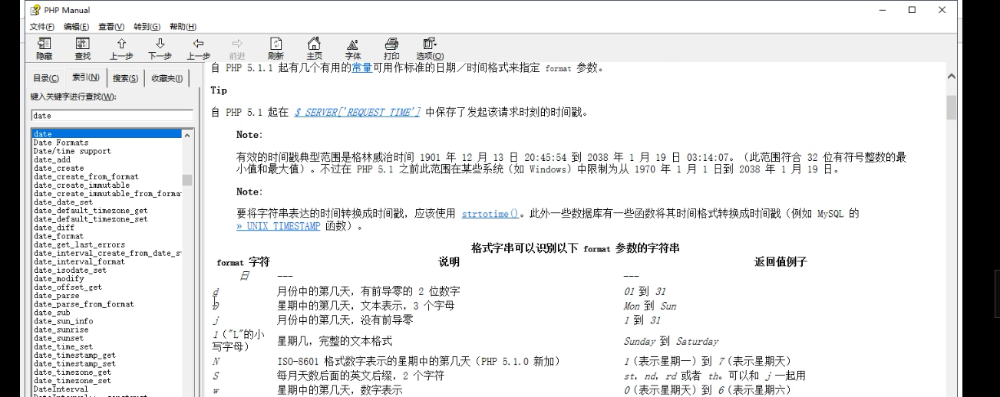 PHP Manual
文件(F) 编辑(E) 查看(V) 转到(G) 帮助(H)
隐藏 查找 上一步 下一步 上一步 前进 刷新 主页 字体 打印 选项(O)
目录(C) 索引(N) 搜索(S) 收藏夹(I)
键入关键字进行查找(W):
date
date
Date Formats
Date/time support
date_add
date_create
date_create_from_format
date_create_immutable
date_create_immutable_from_format
date_date_set
date_default_timezone_get
date_default_timezone_set
date_diff
date_format
date_get_last_errors
date_interval_create_from_date_s
date_interval_format
date_isodate_set
date_modify
date_offset_get
date_parse
date_parse_from_format
date_sub
date_sun_info
date_sunrise
date_sunset
date_time_set
date_timestamp_get
date_timestamp_set
date_timezone_get
date_timezone_set
DateInterval
自 PHP 5.1.1 起有几个有用的常量可用作标准的日期／时间格式来指定 format 参数。
Tip
自 PHP 5.1 起在 $_SERVER['REQUEST_TIME'] 中保存了发起该请求时刻的时间戳。
Note:
有效的时间戳典型范围是格林威治时间 1901 年 12 月 13 日 20:45:54 到 2038 年 1 月 19 日 03:14:07。（此范围符合 32 位有符号整数的最
小值和最大值）。不过在 PHP 5.1 之前此范围在某些系统（如 Windows）中限制为从 1970 年 1 月 1 日到 2038 年 1 月 19 日。
Note:
要将字符串表达的时间转换成时间戳，应该使用 strtotime()。此外一些数据库有一些函数将其时间格式转换成时间戳（例如 MySQL 的
» UNIX_TIMESTAMP 函数）。
格式字串可以识别以下 format 参数的字符串
format 字符 说明 返回值例子
日 --- ---
d 月份中的第几天，有前导零的 2 位数字 01 到 31
D 星期中的第几天，文本表示，3 个字母 Mon 到 Sun
j 月份中的第几天，没有前导零 1 到 31
l（"L"的小
写字母） 星期几，完整的文本格式 Sunday 到 Saturday
N ISO-8601 格式数字表示的星期中的第几天（PHP 5.1.0 新加） 1（表示星期一）到 7（表示星期天）
S 每月天数后面的英文后缀，2 个字符 st，nd，rd 或者 th。可以和 j 一起用
w 星期中的第几天，数字表示 0（表示星期天）到 6（表示星期六）